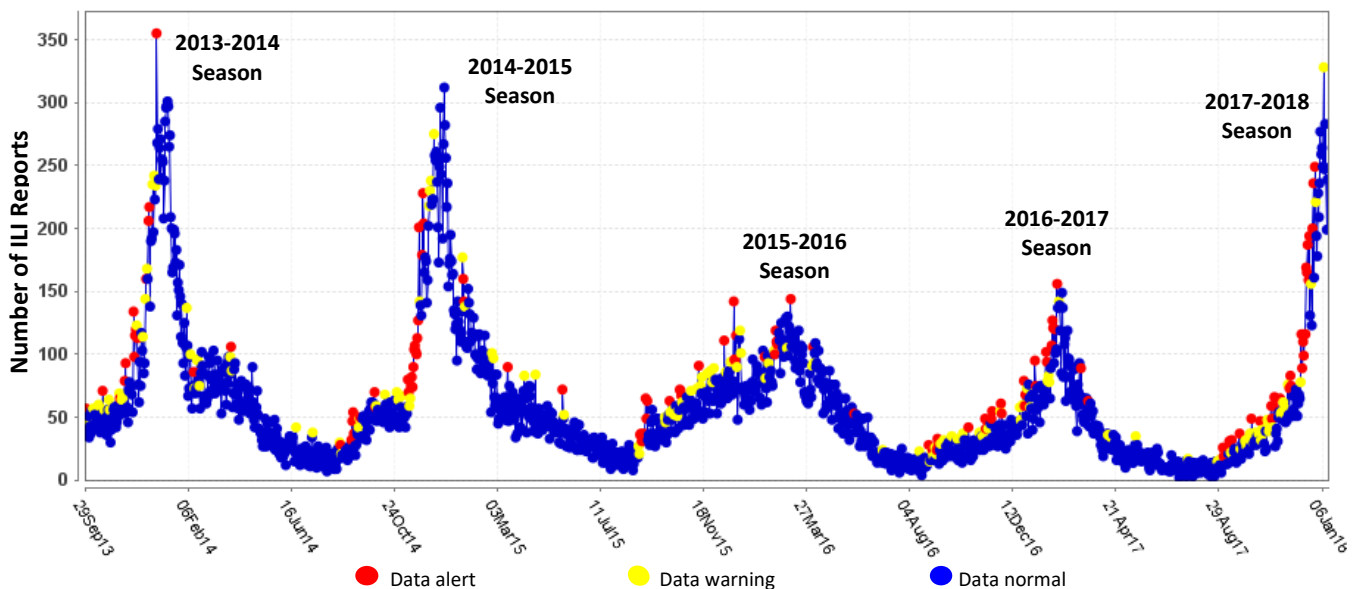 2013-2014
Season
2014-2015
Season
2015-2016
Season
2016-2017
Season
2017-2018
Season
Number of ILI Reports
350
300
250
200
150
100
50
0
29Sep13
06Feb14
16Jun14
24Oct14
03Mar15
11Jul15
18Nov15
27Mar16
04Aug16
12Dec16
21Apr17
29Aug17
06Jan18
Data alert
Data warning
Data normal